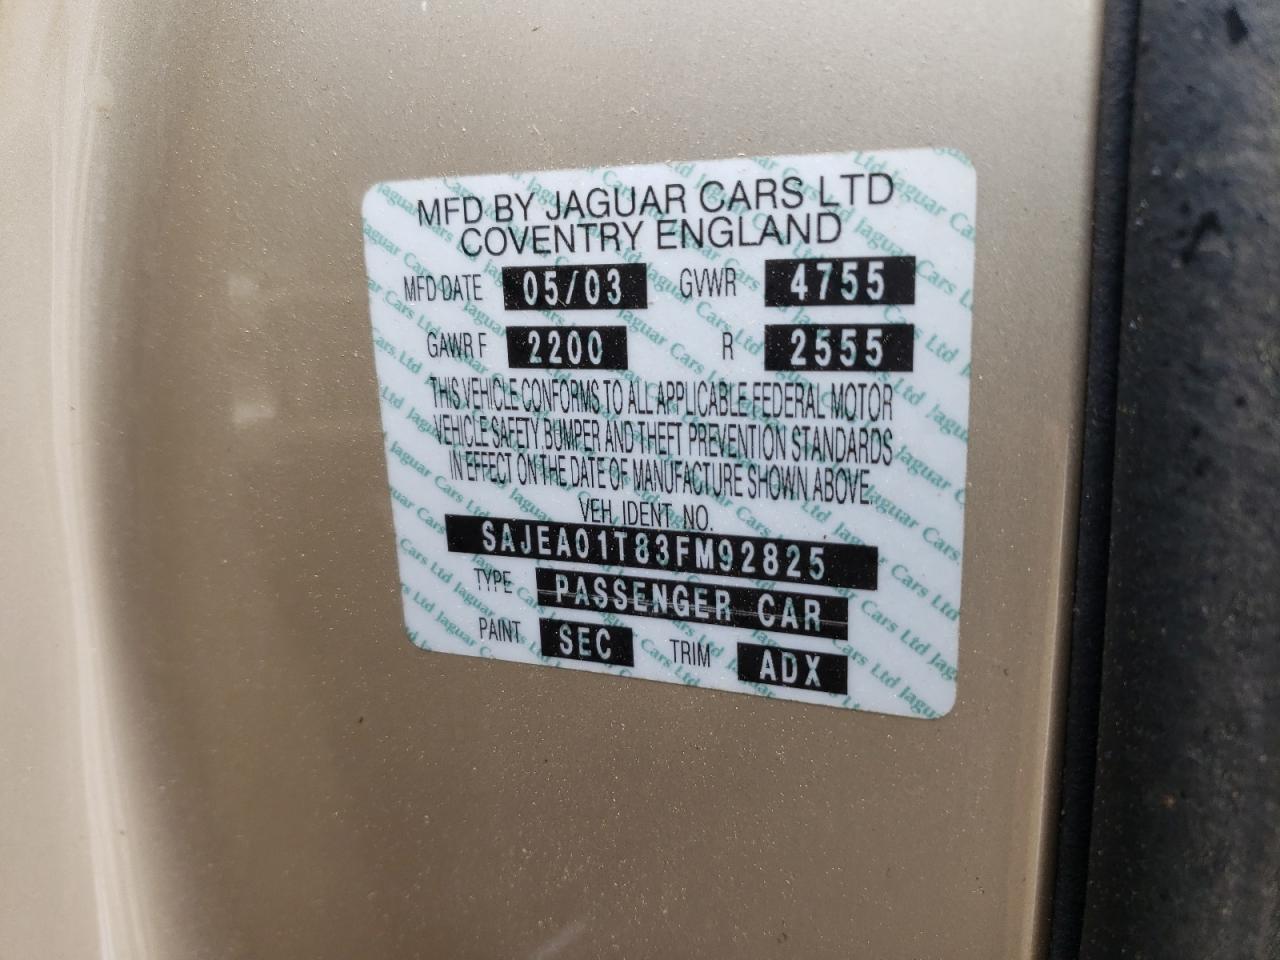 MFD BY JAGUAR CARS LTD
COVENTRY ENGLAND
MFD DATE 05/03 GVWR 4755
GAWR F 2200 R 2555
THIS VEHICLE CONFORMS TO ALL APPLICABLE FEDERAL MOTOR
VEHICLE SAFETY BUMPER AND THEFT PREVENTION STANDARDS
IN EFFECT ON THE DATE OF MANUFACTURE SHOWN ABOVE.
VEH. IDENT. NO.
SAJEA01T83FM92825
TYPE PASSENGER CAR
PAINT SEC TRIM ADX